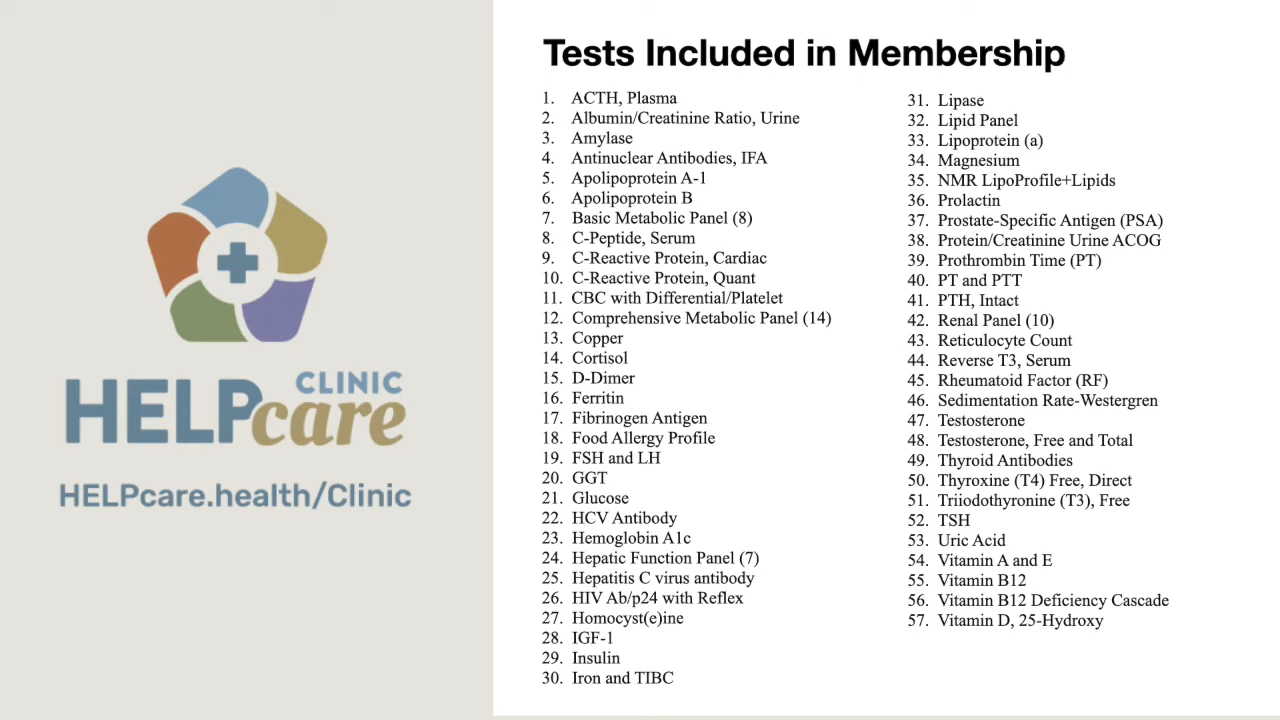 CLINIC
HELPcare
HELPcare.health/Clinic
Tests Included in Membership
1. ACTH, Plasma
2. Albumin/Creatinine Ratio, Urine
3. Amylase
4. Antinuclear Antibodies, IFA
5. Apolipoprotein A-1
6. Apolipoprotein B
7. Basic Metabolic Panel (8)
8. C-Peptide, Serum
9. C-Reactive Protein, Cardiac
10. C-Reactive Protein, Quant
11. CBC with Differential/Platelet
12. Comprehensive Metabolic Panel (14)
13. Copper
14. Cortisol
15. D-Dimer
16. Ferritin
17. Fibrinogen Antigen
18. Food Allergy Profile
19. FSH and LH
20. GGT
21. Glucose
22. HCV Antibody
23. Hemoglobin A1c
24. Hepatic Function Panel (7)
25. Hepatitis C virus antibody
26. HIV Ab/p24 with Reflex
27. Homocyst(e)ine
28. IGF-1
29. Insulin
30. Iron and TIBC
31. Lipase
32. Lipid Panel
33. Lipoprotein (a)
34. Magnesium
35. NMR LipoProfile+Lipids
36. Prolactin
37. Prostate-Specific Antigen (PSA)
38. Protein/Creatinine Urine ACOG
39. Prothrombin Time (PT)
40. PT and PTT
41. PTH, Intact
42. Renal Panel (10)
43. Reticulocyte Count
44. Reverse T3, Serum
45. Rheumatoid Factor (RF)
46. Sedimentation Rate-Westergren
47. Testosterone
48. Testosterone, Free and Total
49. Thyroid Antibodies
50. Thyroxine (T4) Free, Direct
51. Triiodothyronine (T3), Free
52. TSH
53. Uric Acid
54. Vitamin A and E
55. Vitamin B12
56. Vitamin B12 Deficiency Cascade
57. Vitamin D, 25-Hydroxy